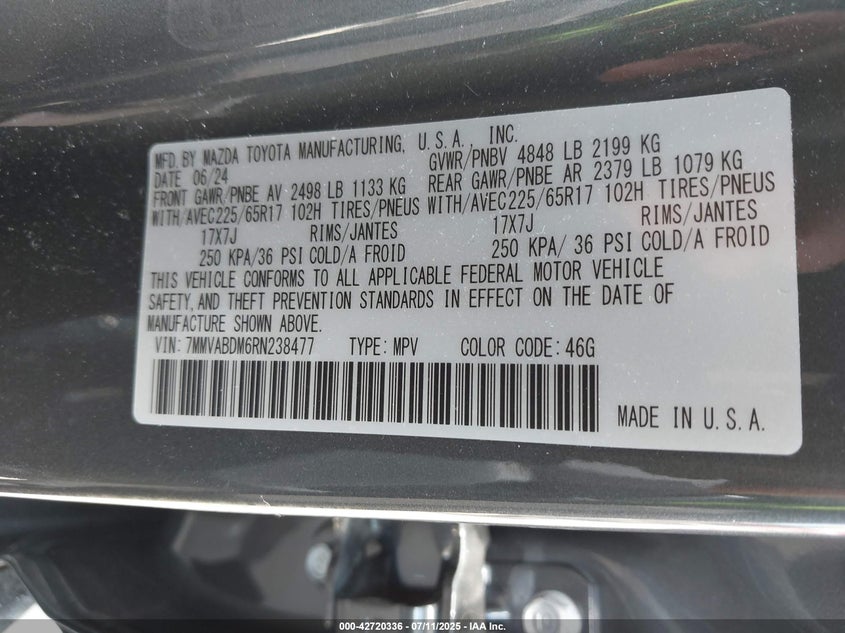 MFD. BY MAZDA TOYOTA MANUFACTURING, U.S.A., INC.
DATE 06/24 GVWR/PNBV 4848 LB 2199 KG
FRONT GAWR/PNBE AV 2498 LB 1133 KG REAR GAWR/PNBE AR 2379 LB 1079 KG
WITH/AVEC225/65R17 102H TIRES/PNEUS WITH/AVEC225/65R17 102H TIRES/PNEUS
17X7J RIMS/JANTES 17X7J RIMS/JANTES
250 KPA/36 PSI COLD/A FROID 250 KPA/ 36 PSI COLD/A FROID
THIS VEHICLE CONFORMS TO ALL APPLICABLE FEDERAL MOTOR VEHICLE
SAFETY, AND THEFT PREVENTION STANDARDS IN EFFECT ON THE DATE OF
MANUFACTURE SHOWN ABOVE.
VIN: 7MMVABDM6RN238477 TYPE: MPV COLOR CODE: 46G
MADE IN U.S.A.
000-42720336 - 07/11/2025 - IAA Inc.